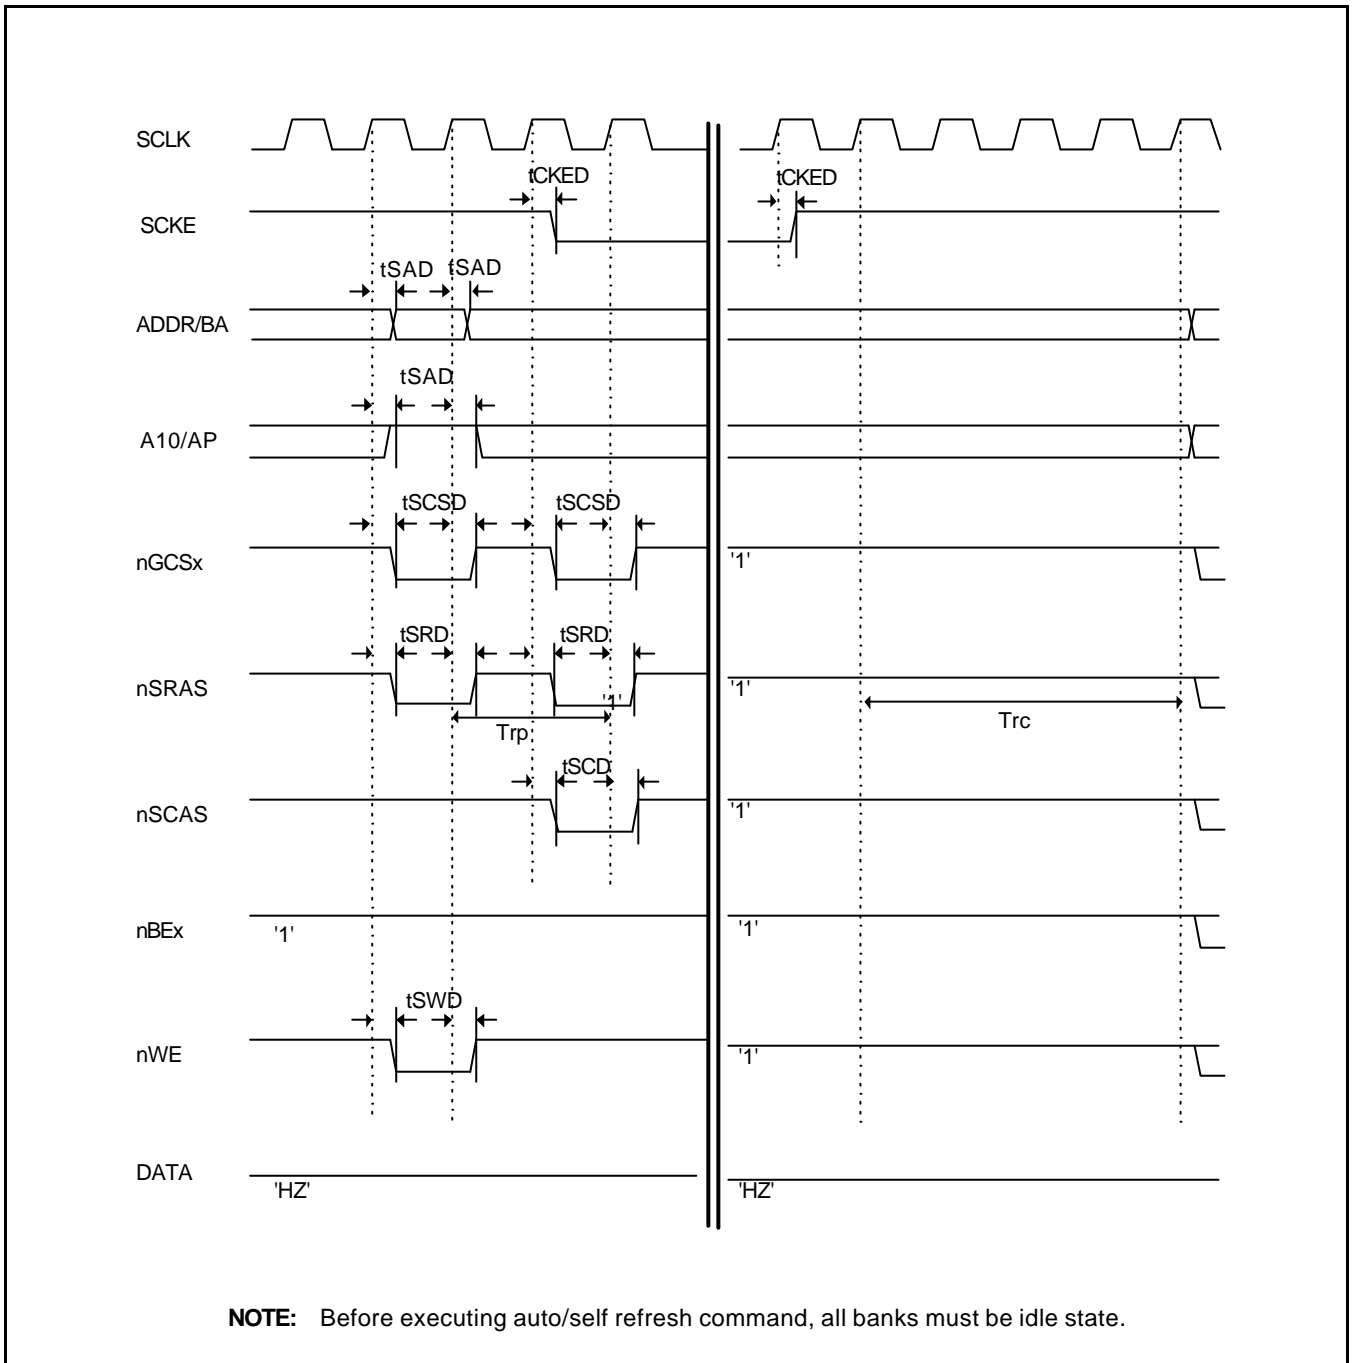 SCLK
tCKED
tCKED
SCKE
tSAD
tSAD
ADDR/BA
tSAD
A10/AP
tSCSD
tSCSD
nGCSx
'1'
tSRD
tSRD
nSRAS
'1'
'1'
Trp
Trc
tSCD
nSCAS
'1'
nBEx
'1'
'1'
tSWD
nWE
'1'
DATA
'HZ'
'HZ'
NOTE: Before executing auto/self refresh command, all banks must be idle state.